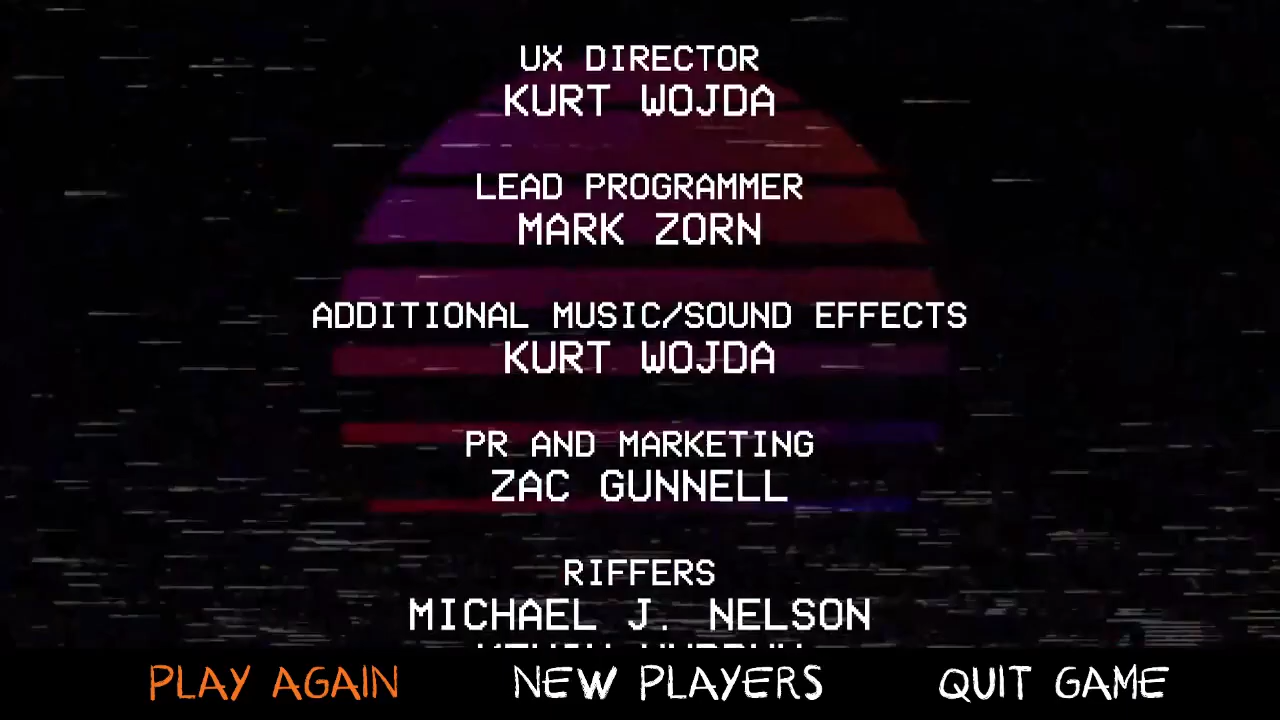 UX DIRECTOR
KURT WOJDA
LEAD PROGRAMMER
MARK ZORN
ADDITIONAL MUSIC/SOUND EFFECTS
KURT WOJDA
PR AND MARKETING
ZAC GUNNELL
RIFFERS
MICHAEL J. NELSON
PLAY AGAIN NEW PLAYERS QUIT GAME